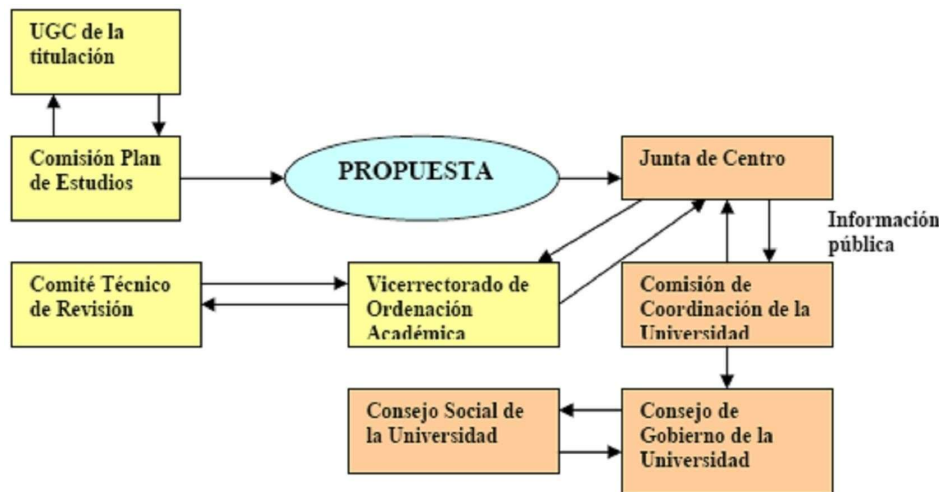 UGC de la
titulación
Comisión Plan
de Estudios
PROPUESTA
Junta de Centro
Información
pública
Comité Técnico
de Revisión
Vicerrectorado de
Ordenación
Académica
Comisión de
Coordinación de la
Universidad
Consejo Social de
la Universidad
Consejo de
Gobierno de la
Universidad